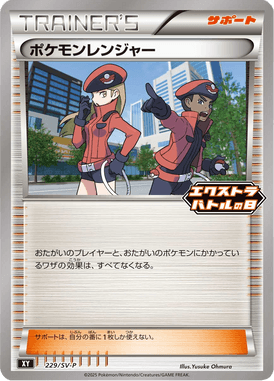 TRAINER'S
サポート
ポケモンレンジャー
エクストラ
バトルの日
おたがいのプレイヤーと、おたがいのポケモンにかかって
いるワザの効果は、すべてなくなる。
サポートは、自分の番に1枚しか使えない。
XY 229/SV-P
Illus.Yusuke Ohmura
©2025 Pokémon/Nintendo/Creatures/GAME FREAK.